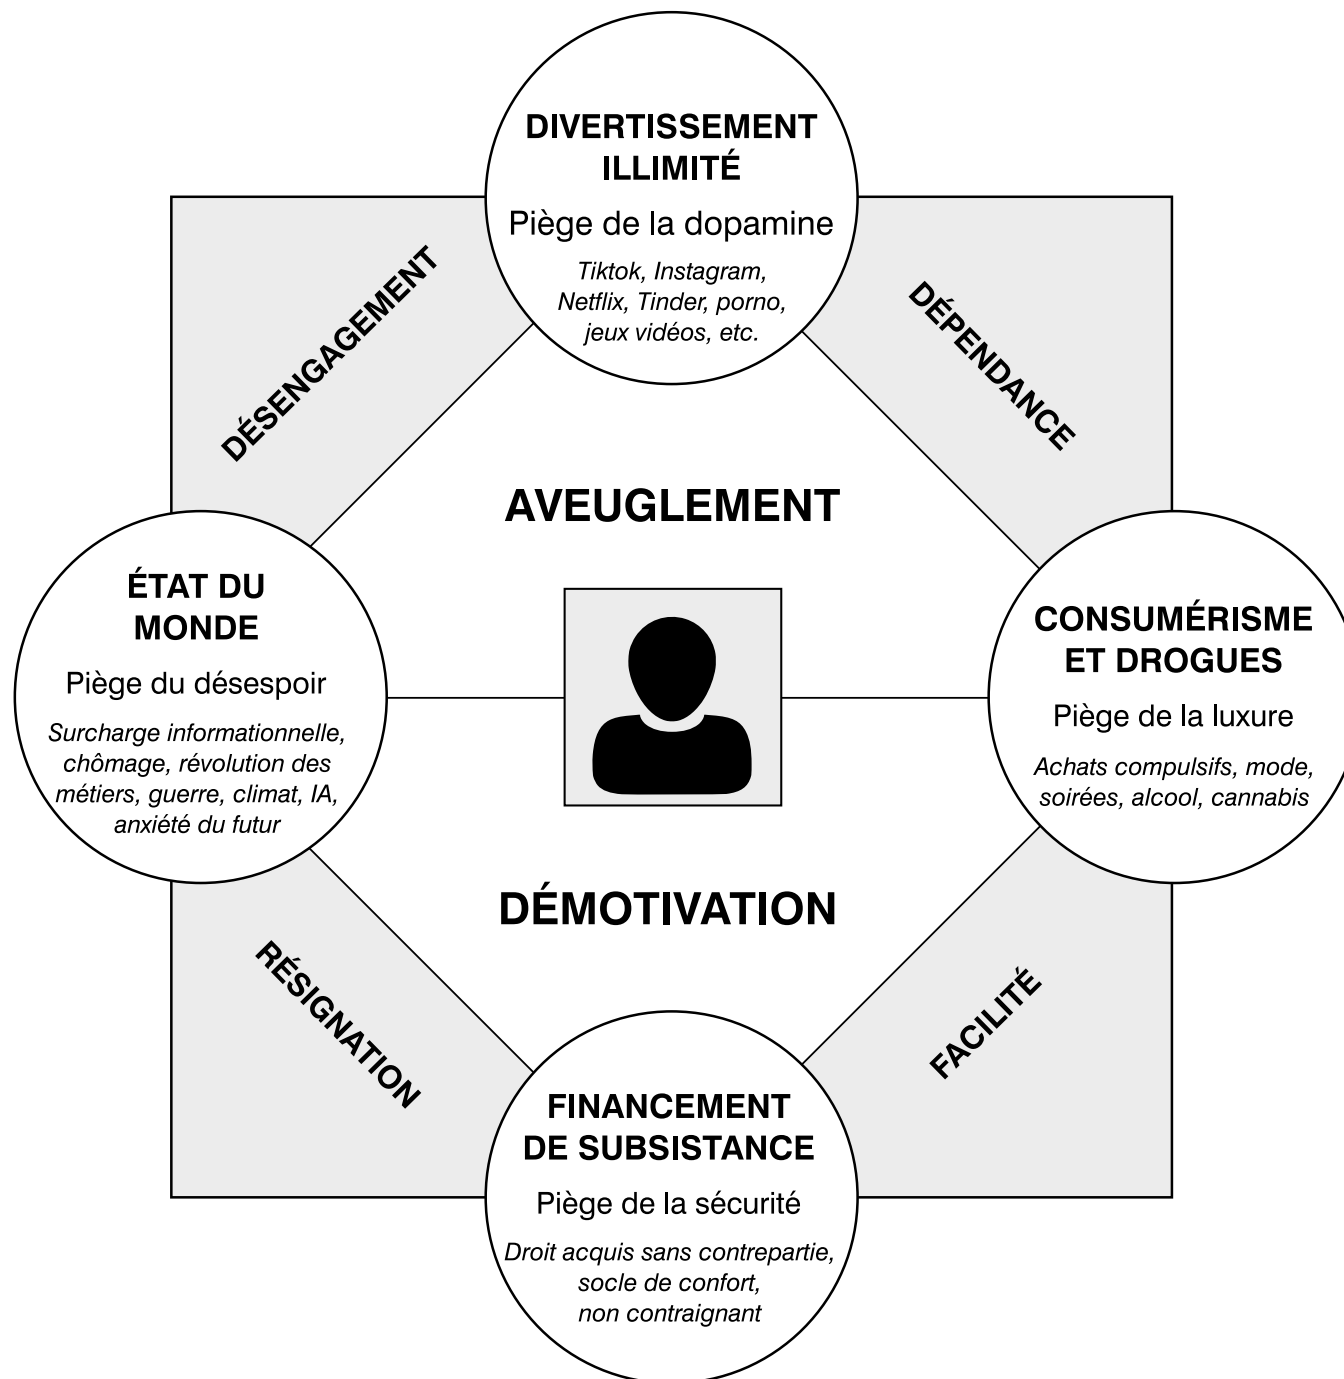 DIVERTISSEMENT
ILLIMITÉ
Piège de la dopamine
Tiktok, Instagram,
Netflix, Tinder, porno,
jeux vidéos, etc.
DÉSENGAGEMENT
DÉPENDANCE
AVEUGLEMENT
ÉTAT DU
MONDE
Piège du désespoir
Surcharge informationnelle,
chômage, révolution des
métiers, guerre, climat, IA,
anxiété du futur
CONSUMÉRISME
ET DROGUES
Piège de la luxure
Achats compulsifs, mode,
soirées, alcool, cannabis
DÉMOTIVATION
RÉSIGNATION
FACILITÉ
FINANCEMENT
DE SUBSISTANCE
Piège de la sécurité
Droit acquis sans contrepartie,
socle de confort,
non contraignant